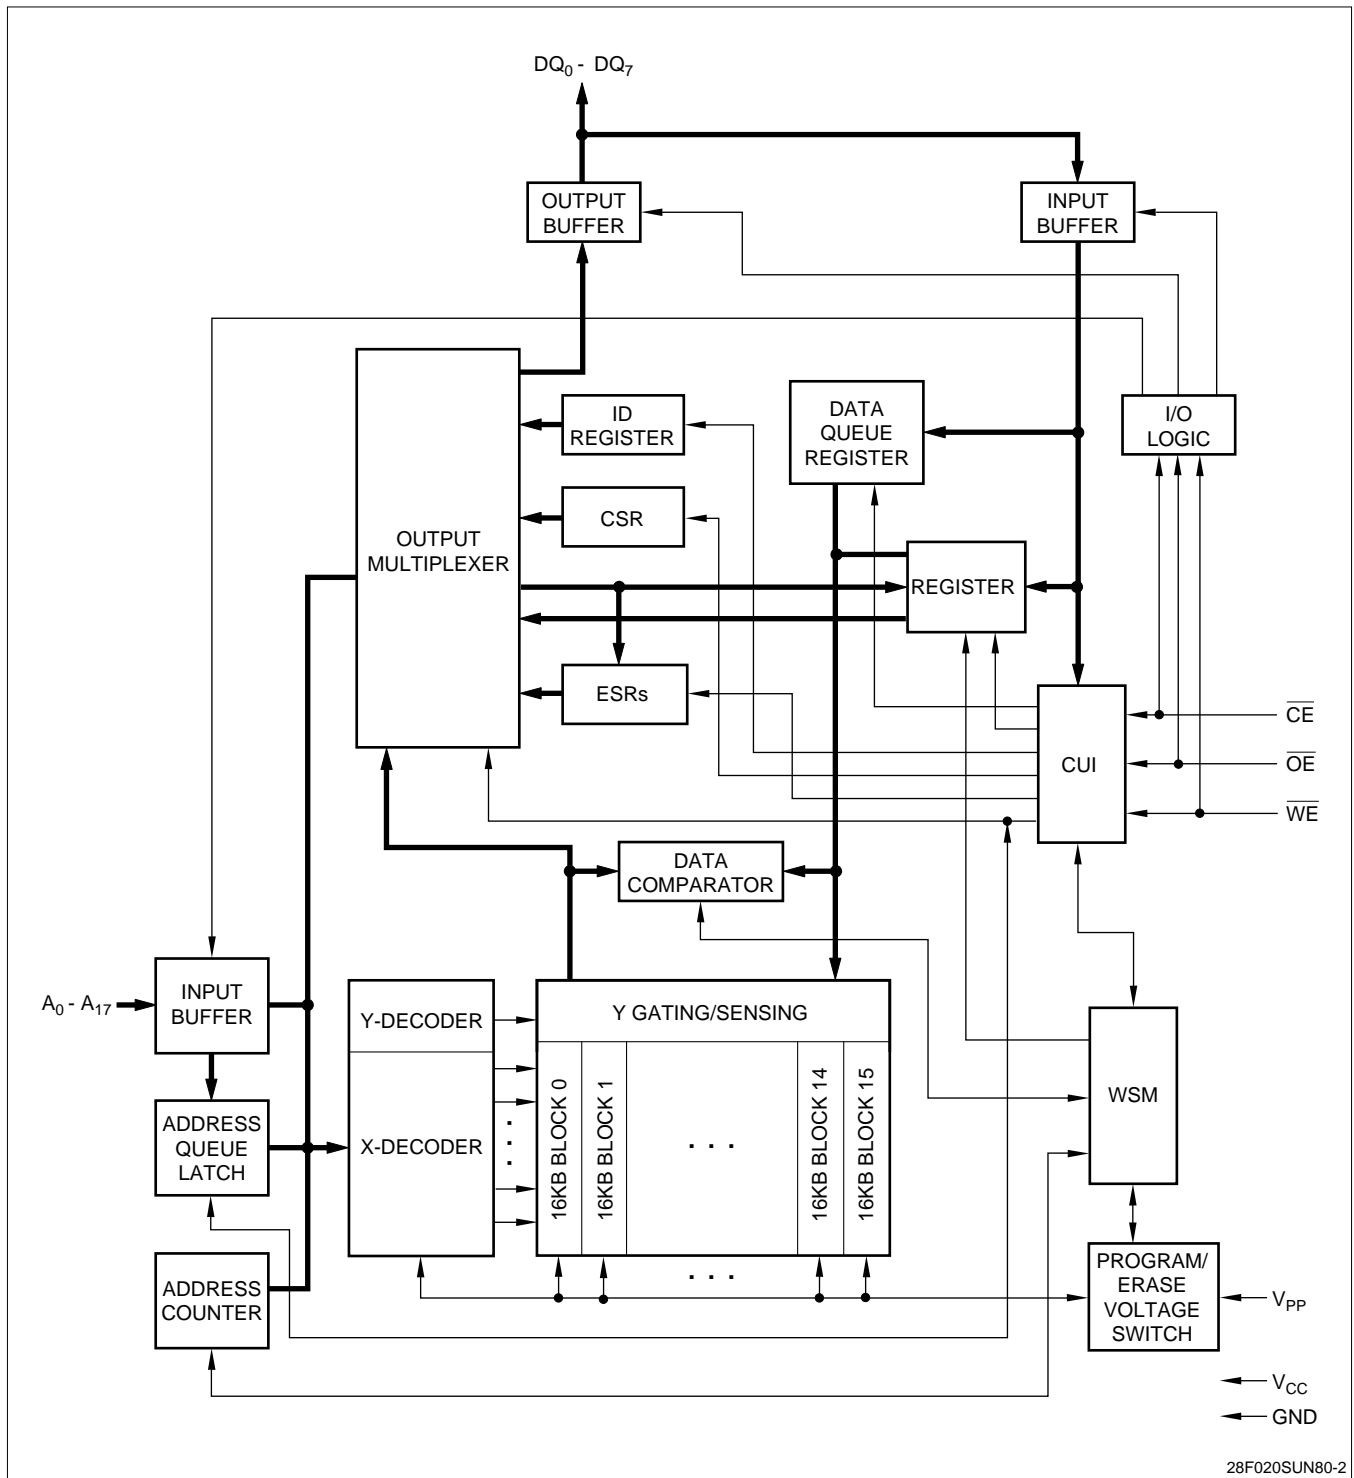 DQ0 - DQ7
OUTPUT
BUFFER
INPUT
BUFFER
OUTPUT
MULTIPLEXER
ID
REGISTER
CSR
ESRs
DATA
QUEUE
REGISTER
REGISTER
I/O
LOGIC
CUI
CE
OE
WE
DATA
COMPARATOR
A0 - A17
INPUT
BUFFER
ADDRESS
QUEUE
LATCH
ADDRESS
COUNTER
Y-DECODER
X-DECODER
Y GATING/SENSING
16KB BLOCK 0
16KB BLOCK 1
. . .
16KB BLOCK 14
16KB BLOCK 15
. . .
WSM
PROGRAM/
ERASE
VOLTAGE
SWITCH
VPP
VCC
GND
28F020SUN80-2